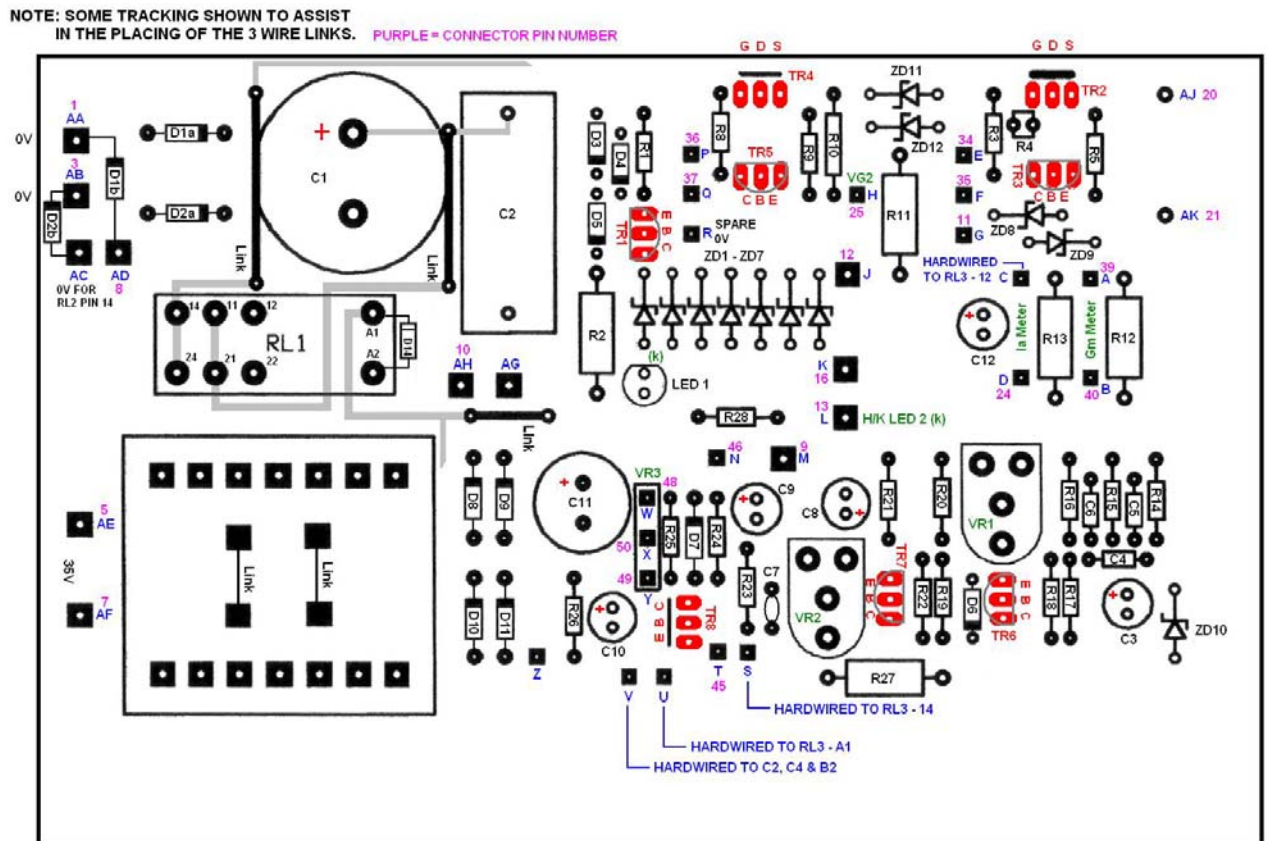 NOTE: SOME TRACKING SHOWN TO ASSIST
IN THE PLACING OF THE 3 WIRE LINKS. PURPLE = CONNECTOR PIN NUMBER
G D S
TR4
ZD11
G D S
TR2
AJ 20
1
AA
0V
D1a
D1b
3
AB
0V
D2a
D2b
AC
AD
8
0V FOR
RL2 PIN 14
+
C1
Link
Link
C2
D3
D4
R1
D5
36
P
37
Q
R
SPARE
0V
R8
TR5
C B E
R9
R10
ZD12
VG2
H
25
R11
34
E
35
F
11
G
R3
R4
R5
TR3
C B E
ZD8
ZD9
AK 21
TR1
E
B
C
ZD1 - ZD7
12
J
HARDWIRED
TO RL3 - 12
C
39
A
14
11
12
RL1
24
21
22
A1
A2
D14
R2
(k)
LED 1
+
C12
Ia Meter
R13
Gm Meter
R12
K
16
D
24
B
40
10
AH
AG
Link
R28
13
L
H/K LED 2 (k)
46
N
9
M
5
AE
35V
7
AF
Link
Link
D8
D9
+
C11
VR3
48
W
50
X
49
Y
R25
D7
R24
+
C9
C8
+
R21
R20
VR1
R16
C6
R15
C5
R14
C4
D10
D11
R26
+
C10
C
B
E
TR8
R23
C7
VR2
TR7
E
B
C
R22
R19
D6
E
B
C
TR6
R18
R17
+
C3
ZD10
Z
T
45
S
V
U
R27
HARDWIRED TO RL3 - 14
HARDWIRED TO RL3 - A1
HARDWIRED TO C2, C4 & B2